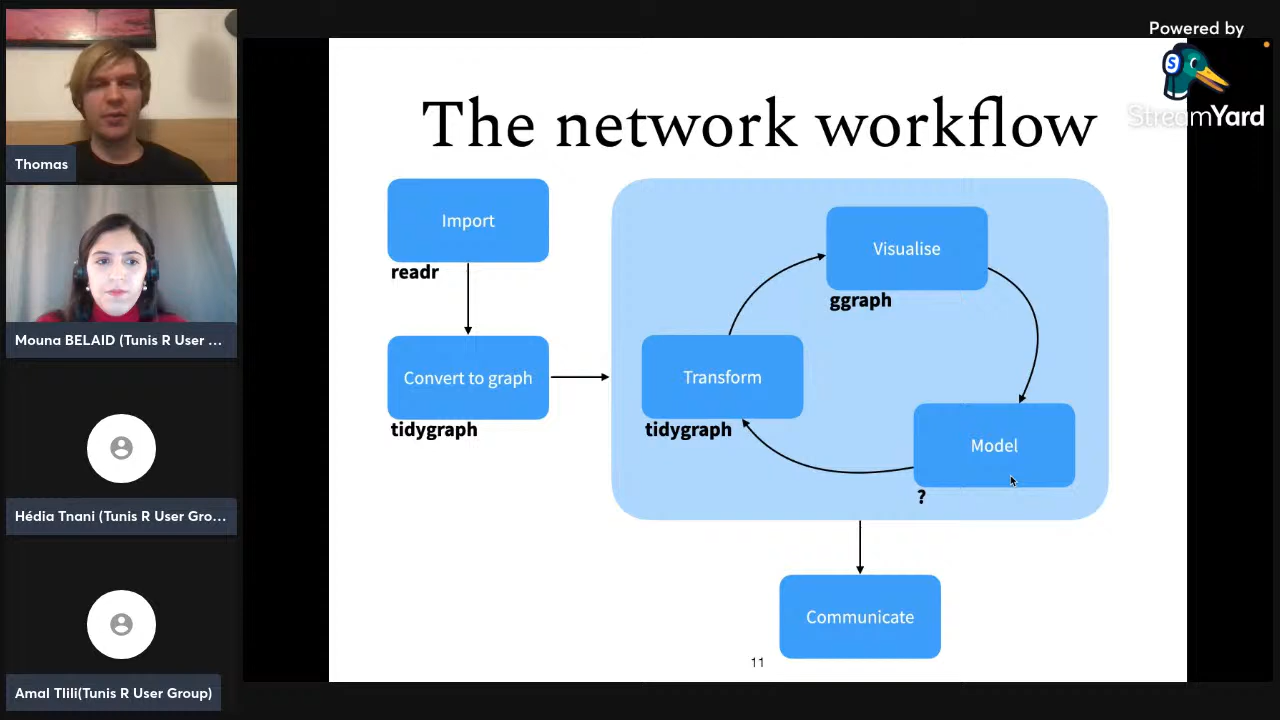 Powered by
StreamYard
Thomas
Mouna BELAID (Tunis R User ...
Hédia Tnani (Tunis R User Gro...
Amal Tlili(Tunis R User Group)
The network workflow
Import
readr
Convert to graph
tidygraph
Visualise
ggraph
Transform
tidygraph
Model
?
Communicate
11